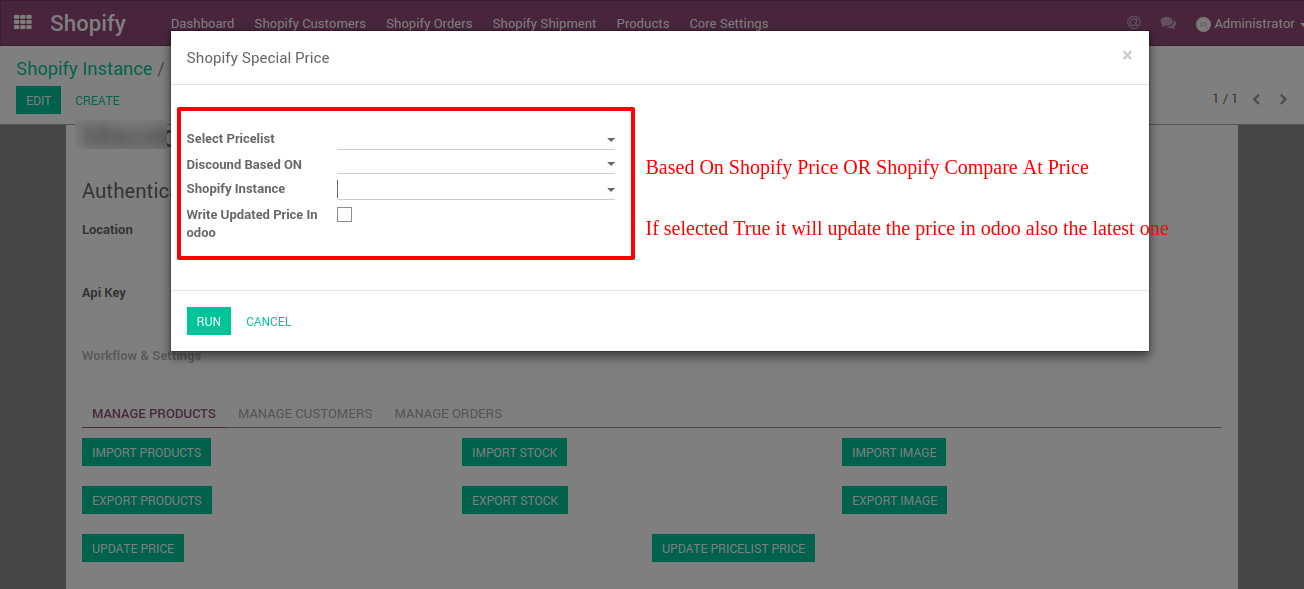 Shopify Dashboard Shopify Customers Shopify Orders Shopify Shipment Products Core Settings @ Administrator
Shopify Instance /
EDIT CREATE
1 / 1
Shopify Special Price ×
Select Pricelist
Discound Based ON
Shopify Instance
Write Updated Price In
odoo
Based On Shopify Price OR Shopify Compare At Price
If selected True it will update the price in odoo also the latest one
RUN CANCEL
Location
Api Key
Workflow & Settings
MANAGE PRODUCTS MANAGE CUSTOMERS MANAGE ORDERS
IMPORT PRODUCTS IMPORT STOCK IMPORT IMAGE
EXPORT PRODUCTS EXPORT STOCK EXPORT IMAGE
UPDATE PRICE UPDATE PRICELIST PRICE